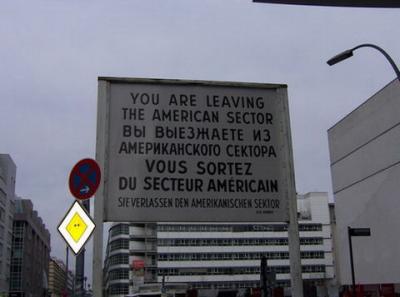 YOU ARE LEAVING
THE AMERICAN SECTOR
ВЫ ВЫЕЗЖАЕТЕ ИЗ
АМЕРИКАНСКОГО СЕКТОРА
VOUS SORTEZ
DU SECTEUR AMÉRICAIN
SIE VERLASSEN DEN AMERIKANISCHEN SEKTOR